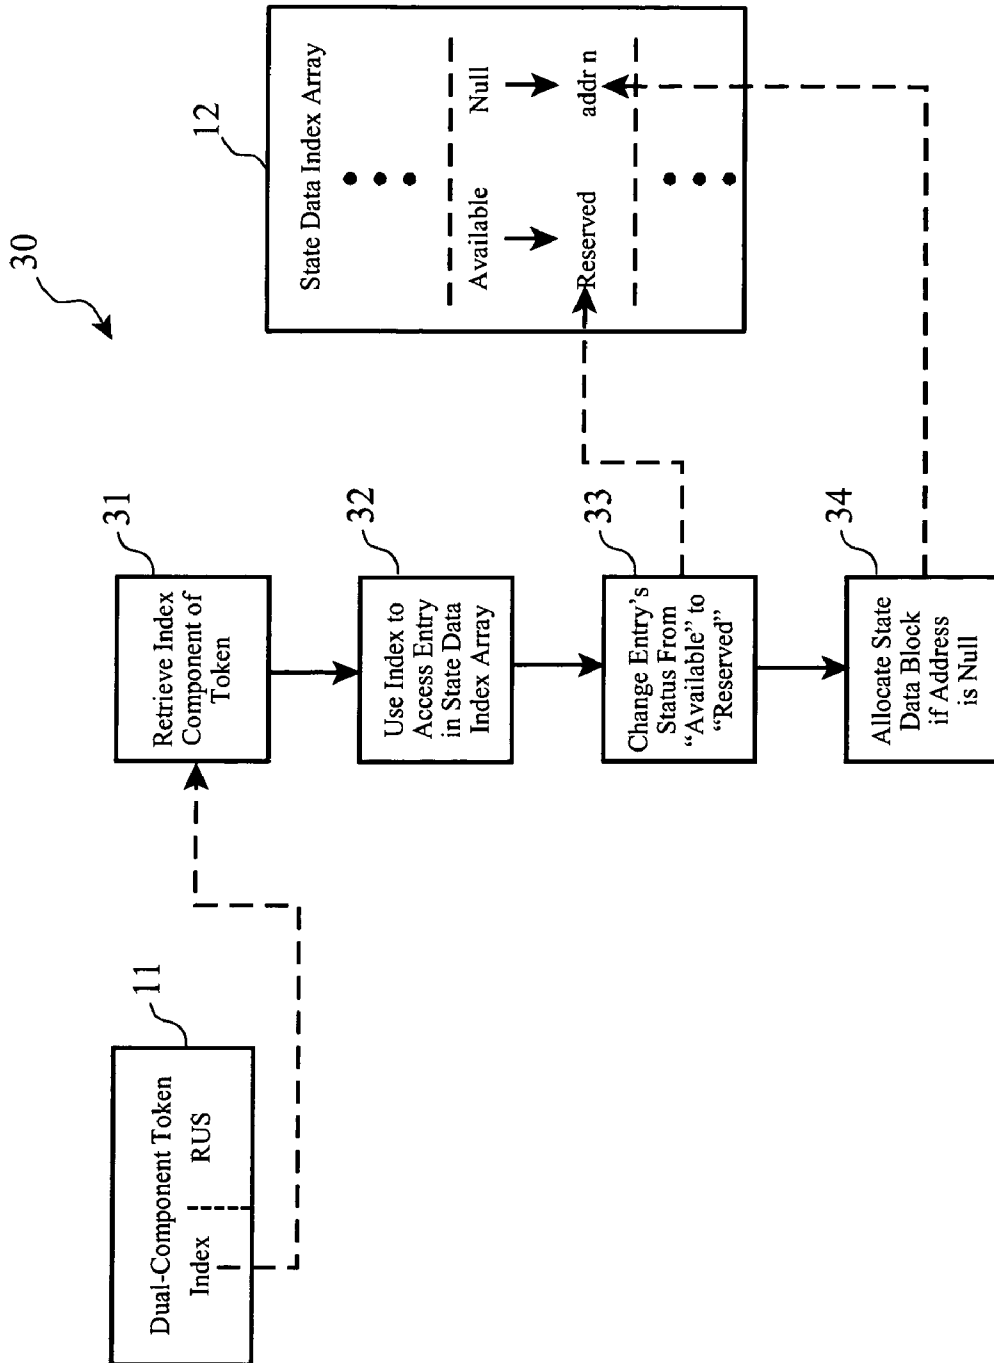 30
11
Dual-Component Token
Index
RUS
31
Retrieve Index
Component of
Token
32
Use Index to
Access Entry
in State Data
Index Array
33
Change Entry’s
Status From
“Available” to
“Reserved”
34
Allocate State
Data Block
if Address
is Null
12
State Data Index Array
Available
Null
Reserved
addr n